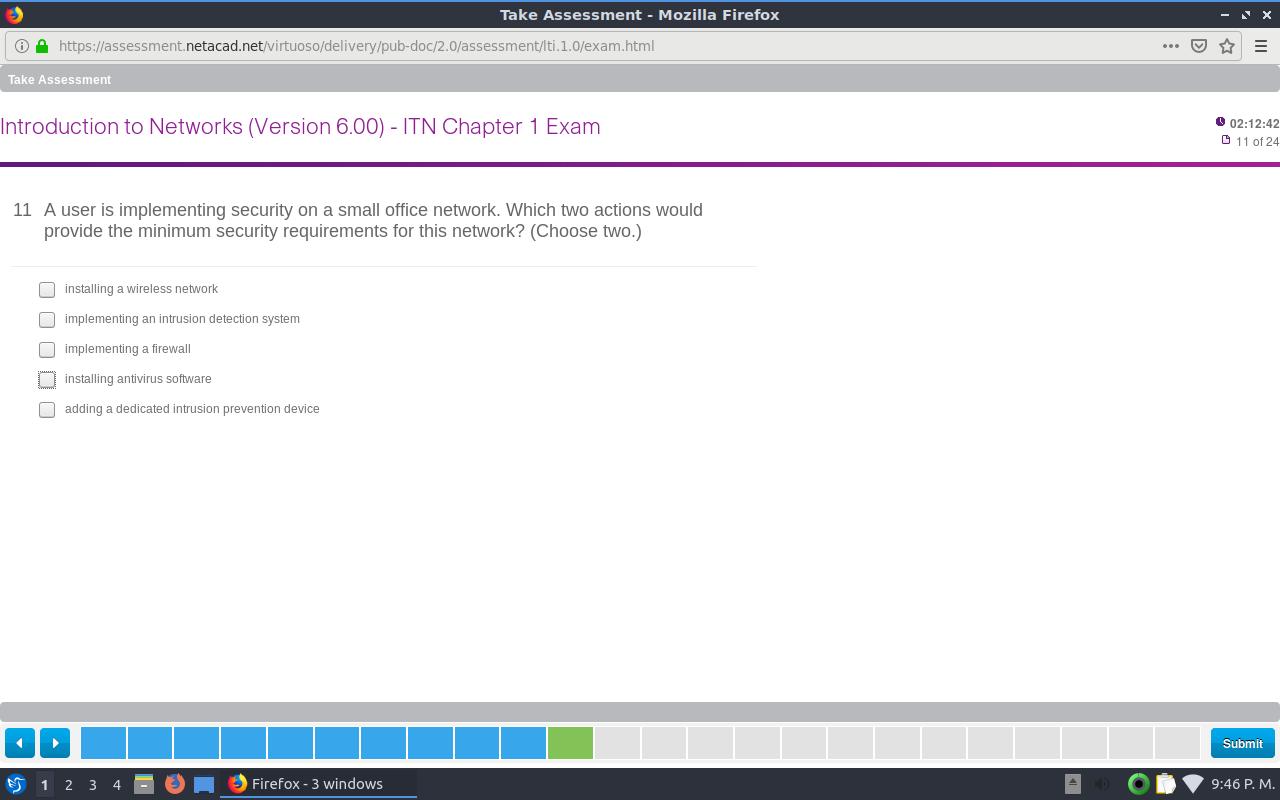 Take Assessment - Mozilla Firefox
https://assessment.netacad.net/virtuoso/delivery/pub-doc/2.0/assessment/lti.1.0/exam.html
Take Assessment
Introduction to Networks (Version 6.00) - ITN Chapter 1 Exam
02:12:42
11 of 24
11 A user is implementing security on a small office network. Which two actions would
provide the minimum security requirements for this network? (Choose two.)
installing a wireless network
implementing an intrusion detection system
implementing a firewall
installing antivirus software
adding a dedicated intrusion prevention device
Submit
1 2 3 4 Firefox - 3 windows 9:46 P. M.